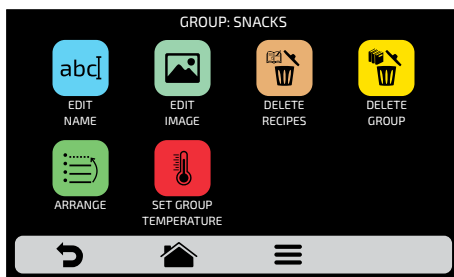 GROUP: SNACKS
abc
EDIT
NAME
EDIT
IMAGE
DELETE
RECIPES
DELETE
GROUP
ARRANGE
SET GROUP
TEMPERATURE